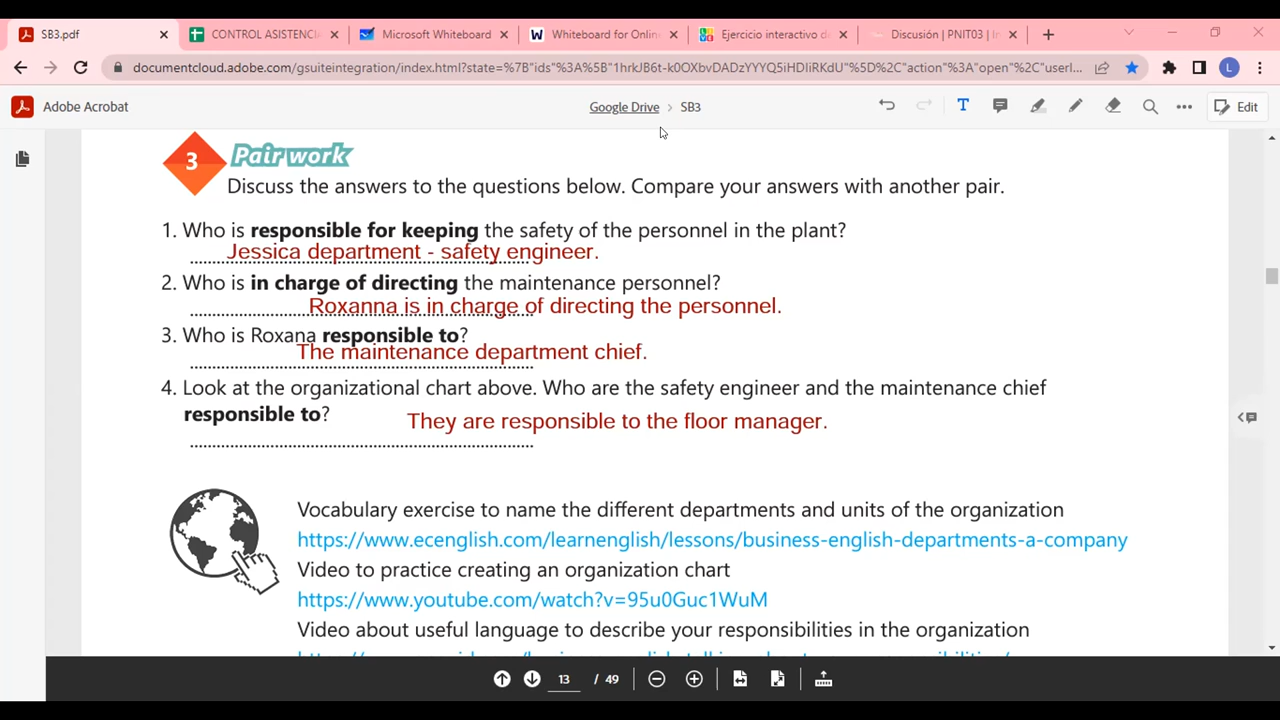 SB3.pdf
CONTROL ASISTENCI
Microsoft Whiteboard
Whiteboard for Onlin
Ejercicio interactivo d
Discusión | PNIT03 | In
documentcloud.adobe.com/gsuiteintegration/index.html?state=%7B"ids"%3A%5B"1hrkJB6t-k0OXbvDADzYYYQ5iHDIiRKdU"%5D%2C"action"%3A"open"%2C"userI...
L
Adobe Acrobat
Google Drive > SB3
Edit
3 Pair work
Discuss the answers to the questions below. Compare your answers with another pair.
1. Who is responsible for keeping the safety of the personnel in the plant?
Jessica department - safety engineer.
2. Who is in charge of directing the maintenance personnel?
Roxanna is in charge of directing the personnel.
3. Who is Roxana responsible to?
The maintenance department chief.
4. Look at the organizational chart above. Who are the safety engineer and the maintenance chief
responsible to?
They are responsible to the floor manager.
Vocabulary exercise to name the different departments and units of the organization
https://www.ecenglish.com/learnenglish/lessons/business-english-departments-a-company
Video to practice creating an organization chart
https://www.youtube.com/watch?v=95u0Guc1WuM
Video about useful language to describe your responsibilities in the organization
13 / 49